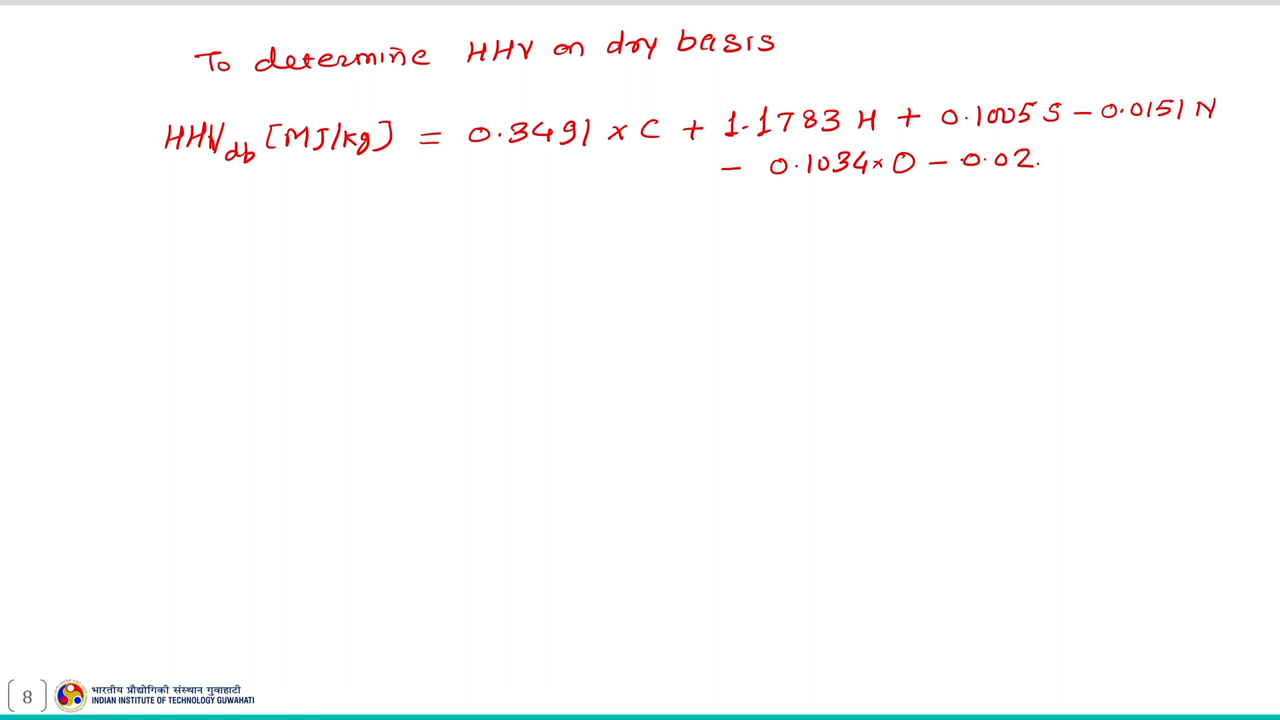 To determine HHV on dry basis
HHVdb [MJ/kg] = 0.3491 × C + 1.1783 H + 0.1005 S - 0.0151 N
- 0.1034 × O - 0.02.
8
भारतीय प्रौद्योगिकी संस्थान गुवाहाटी
INDIAN INSTITUTE OF TECHNOLOGY GUWAHATI